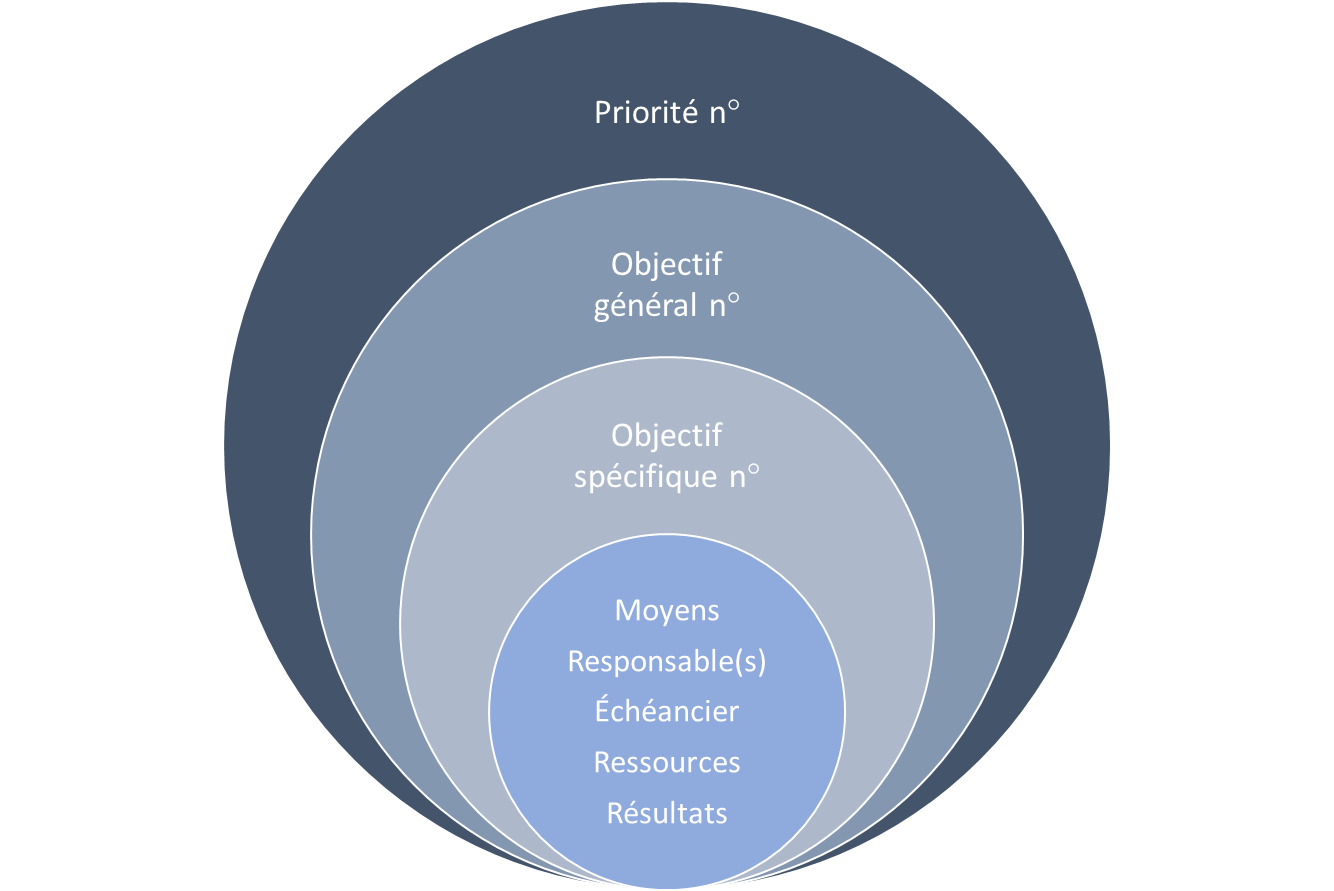 Priorité n°
Objectif
général n°
Objectif
spécifique n°
Moyens
Responsable(s)
Échéancier
Ressources
Résultats